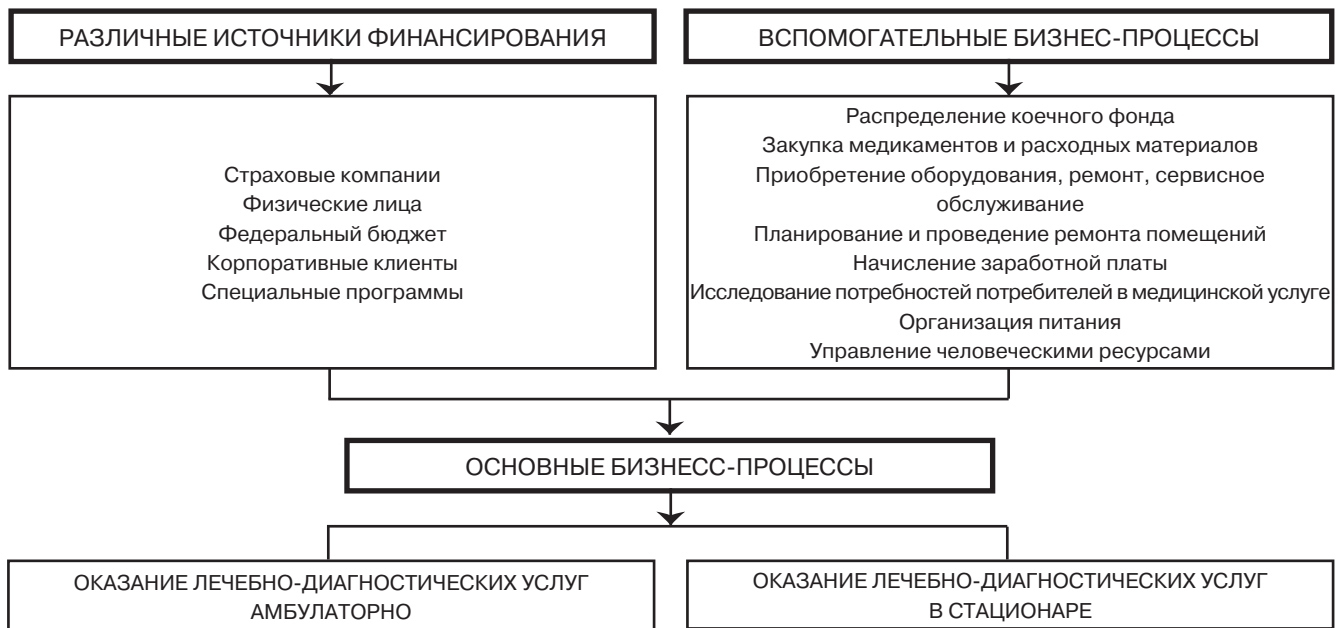 РАЗЛИЧНЫЕ ИСТОЧНИКИ ФИНАНСИРОВАНИЯ
Страховые компании
Физические лица
Федеральный бюджет
Корпоративные клиенты
Специальные программы
ВСПОМОГАТЕЛЬНЫЕ БИЗНЕС-ПРОЦЕССЫ
Распределение коечного фонда
Закупка медикаментов и расходных материалов
Приобретение оборудования, ремонт, сервисное
обслуживание
Планирование и проведение ремонта помещений
Начисление заработной платы
Исследование потребностей потребителей в медицинской услуге
Организация питания
Управление человеческими ресурсами
ОСНОВНЫЕ БИЗНЕСС-ПРОЦЕССЫ
ОКАЗАНИЕ ЛЕЧЕБНО-ДИАГНОСТИЧЕСКИХ УСЛУГ
АМБУЛАТОРНО
ОКАЗАНИЕ ЛЕЧЕБНО-ДИАГНОСТИЧЕСКИХ УСЛУГ
В СТАЦИОНАРЕ